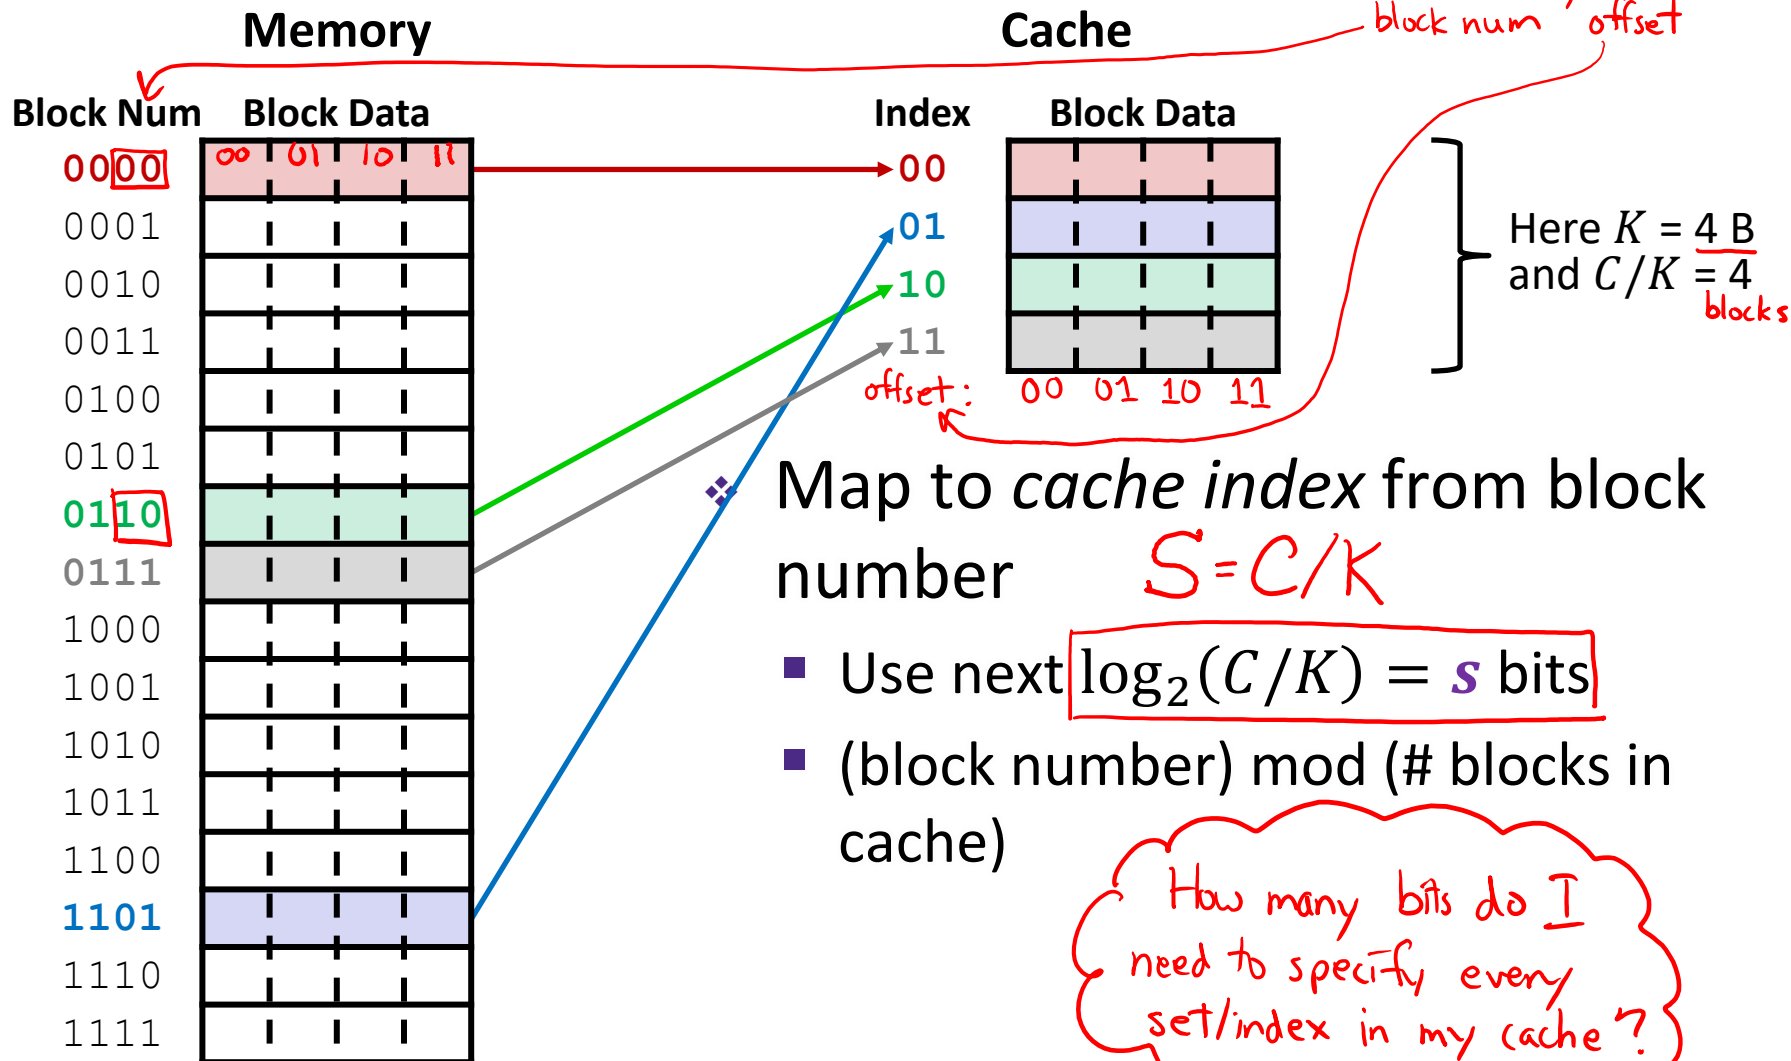 block num , offset
Memory Cache
Block Num Block Data Index Block Data
0000 00 01 10 11 00
0001 01
0010 10
0011 11
0100
0101
0110
0111
1000
1001
1010
1011
1100
1101
1110
1111
offset: 00 01 10 11
Here K = 4 B
and C/K = 4
blocks
❖ Map to cache index from block
number S = C/K
▪ Use next log₂(C/K) = s bits
▪ (block number) mod (# blocks in
cache)
How many bits do I
need to specify every
set/index in my cache?